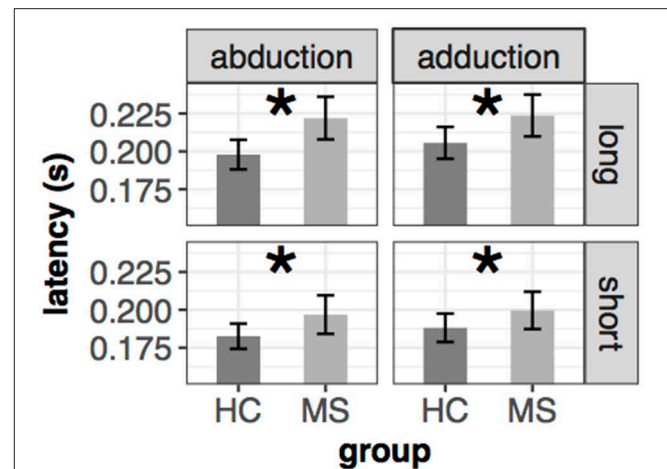 abduction adduction
* *
0.225
0.200
0.175
long
* *
0.225
0.200
0.175
short
latency (s)
HC MS HC MS
group